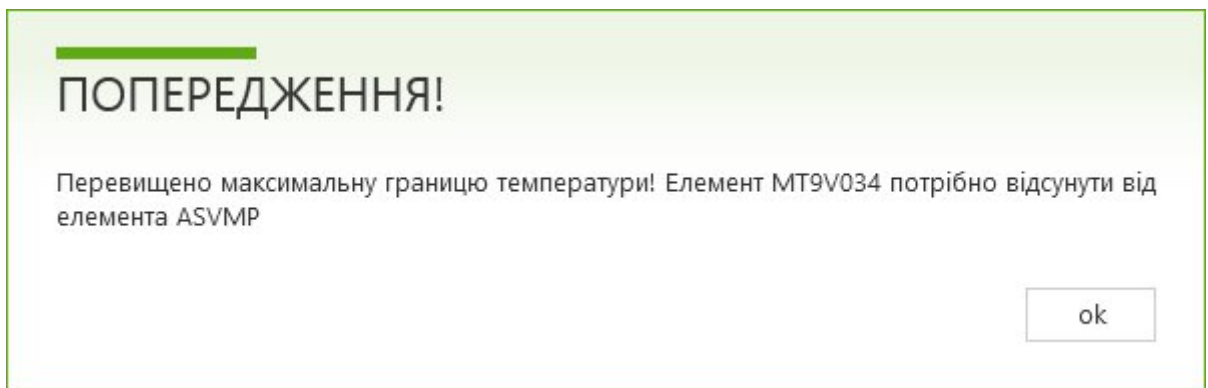 ПОПЕРЕДЖЕННЯ!
Перевищено максимальну границю температури! Елемент MT9V034 потрібно відсунути від
елемента ASVMP
ok